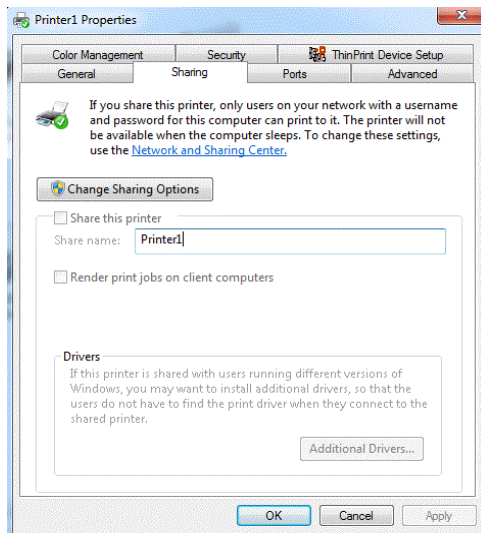 Printer1 Properties
Color Management
Security
ThinPrint Device Setup
General
Sharing
Ports
Advanced
If you share this printer, only users on your network with a username
and password for this computer can print to it. The printer will not
be available when the computer sleeps. To change these settings,
use the Network and Sharing Center.
Change Sharing Options
Share this printer
Share name: Printer1
Render print jobs on client computers
Drivers
If this printer is shared with users running different versions of
Windows, you may want to install additional drivers, so that the
users do not have to find the print driver when they connect to the
shared printer.
Additional Drivers...
OK
Cancel
Apply